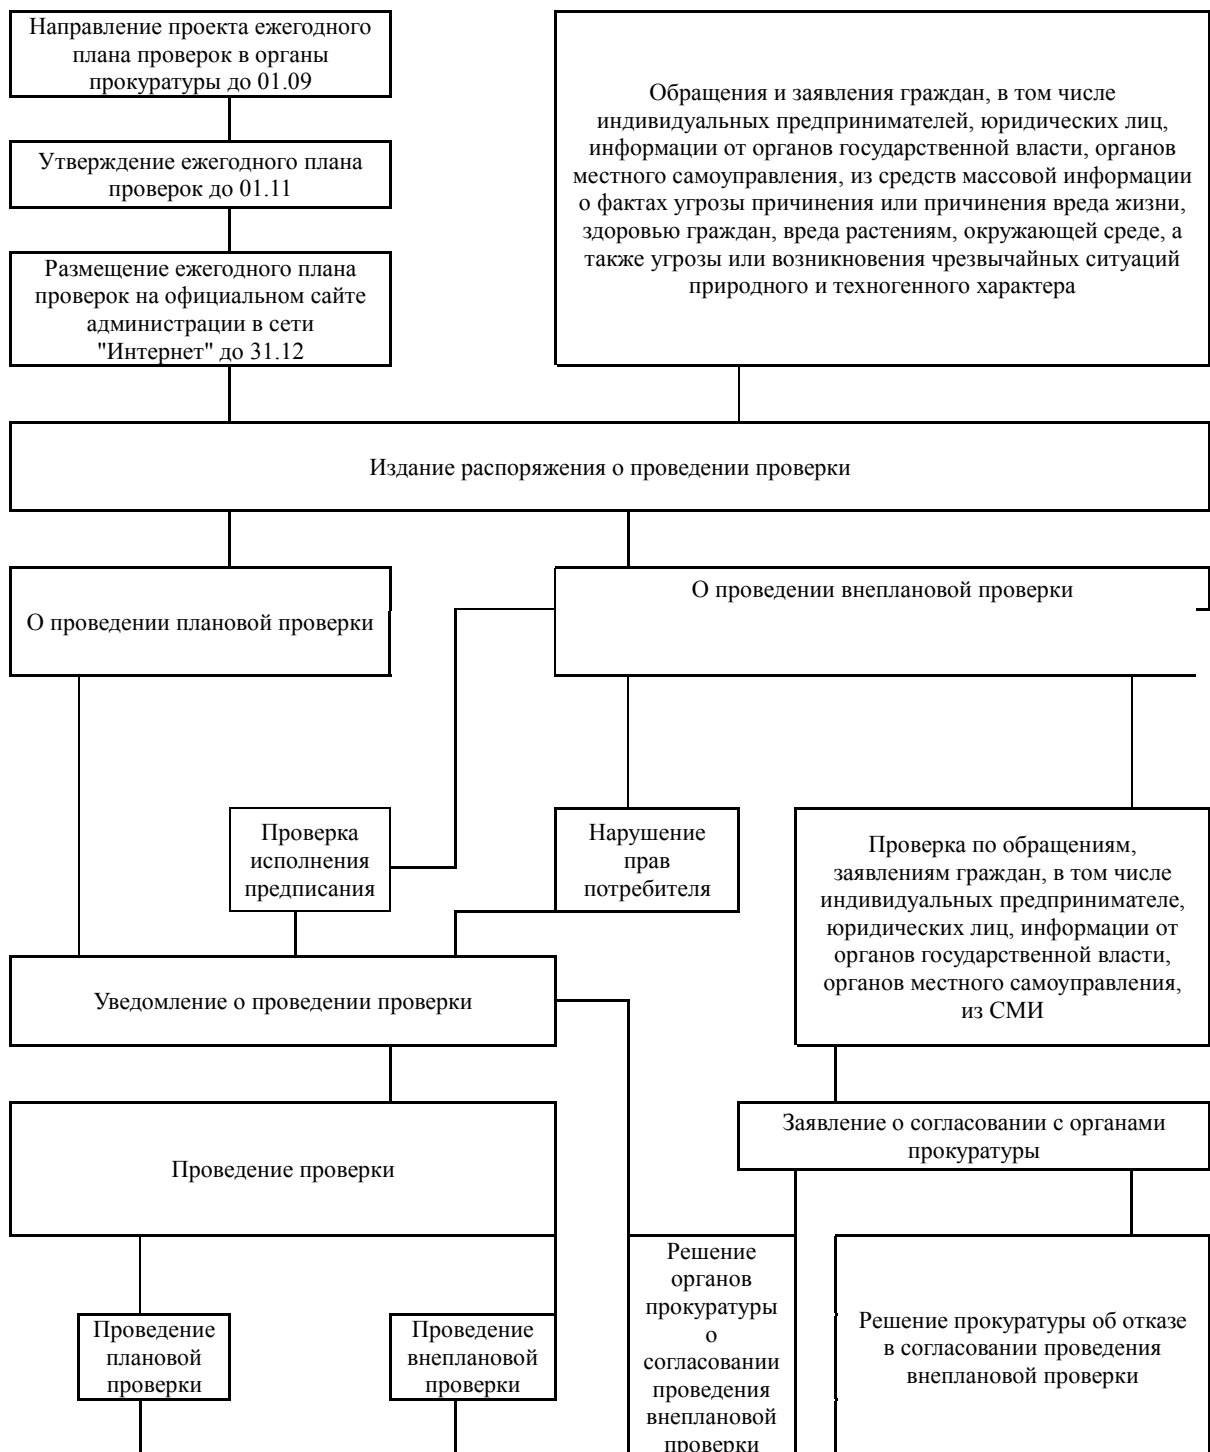 Направление проекта ежегодного
плана проверок в органы
прокуратуры до 01.09
Обращения и заявления граждан, в том числе
индивидуальных предпринимателей, юридических лиц,
информации от органов государственной власти, органов
местного самоуправления, из средств массовой информации
о фактах угрозы причинения или причинения вреда жизни,
здоровью граждан, вреда растениям, окружающей среде, а
также угрозы или возникновения чрезвычайных ситуаций
природного и техногенного характера
Утверждение ежегодного плана
проверок до 01.11
Размещение ежегодного плана
проверок на официальном сайте
администрации в сети
"Интернет" до 31.12
Издание распоряжения о проведении проверки
О проведении плановой проверки
О проведении внеплановой проверки
Проверка
исполнения
предписания
Нарушение
прав
потребителя
Проверка по обращениям,
заявлениям граждан, в том числе
индивидуальных предпринимателе,
юридических лиц, информации от
органов государственной власти,
органов местного самоуправления,
из СМИ
Уведомление о проведении проверки
Проведение проверки
Заявление о согласовании с органами
прокуратуры
Проведение
плановой
проверки
Проведение
внеплановой
проверки
Решение
органов
прокуратуры
о
согласовании
проведения
внеплановой
проверки
Решение прокуратуры об отказе
в согласовании проведения
внеплановой проверки